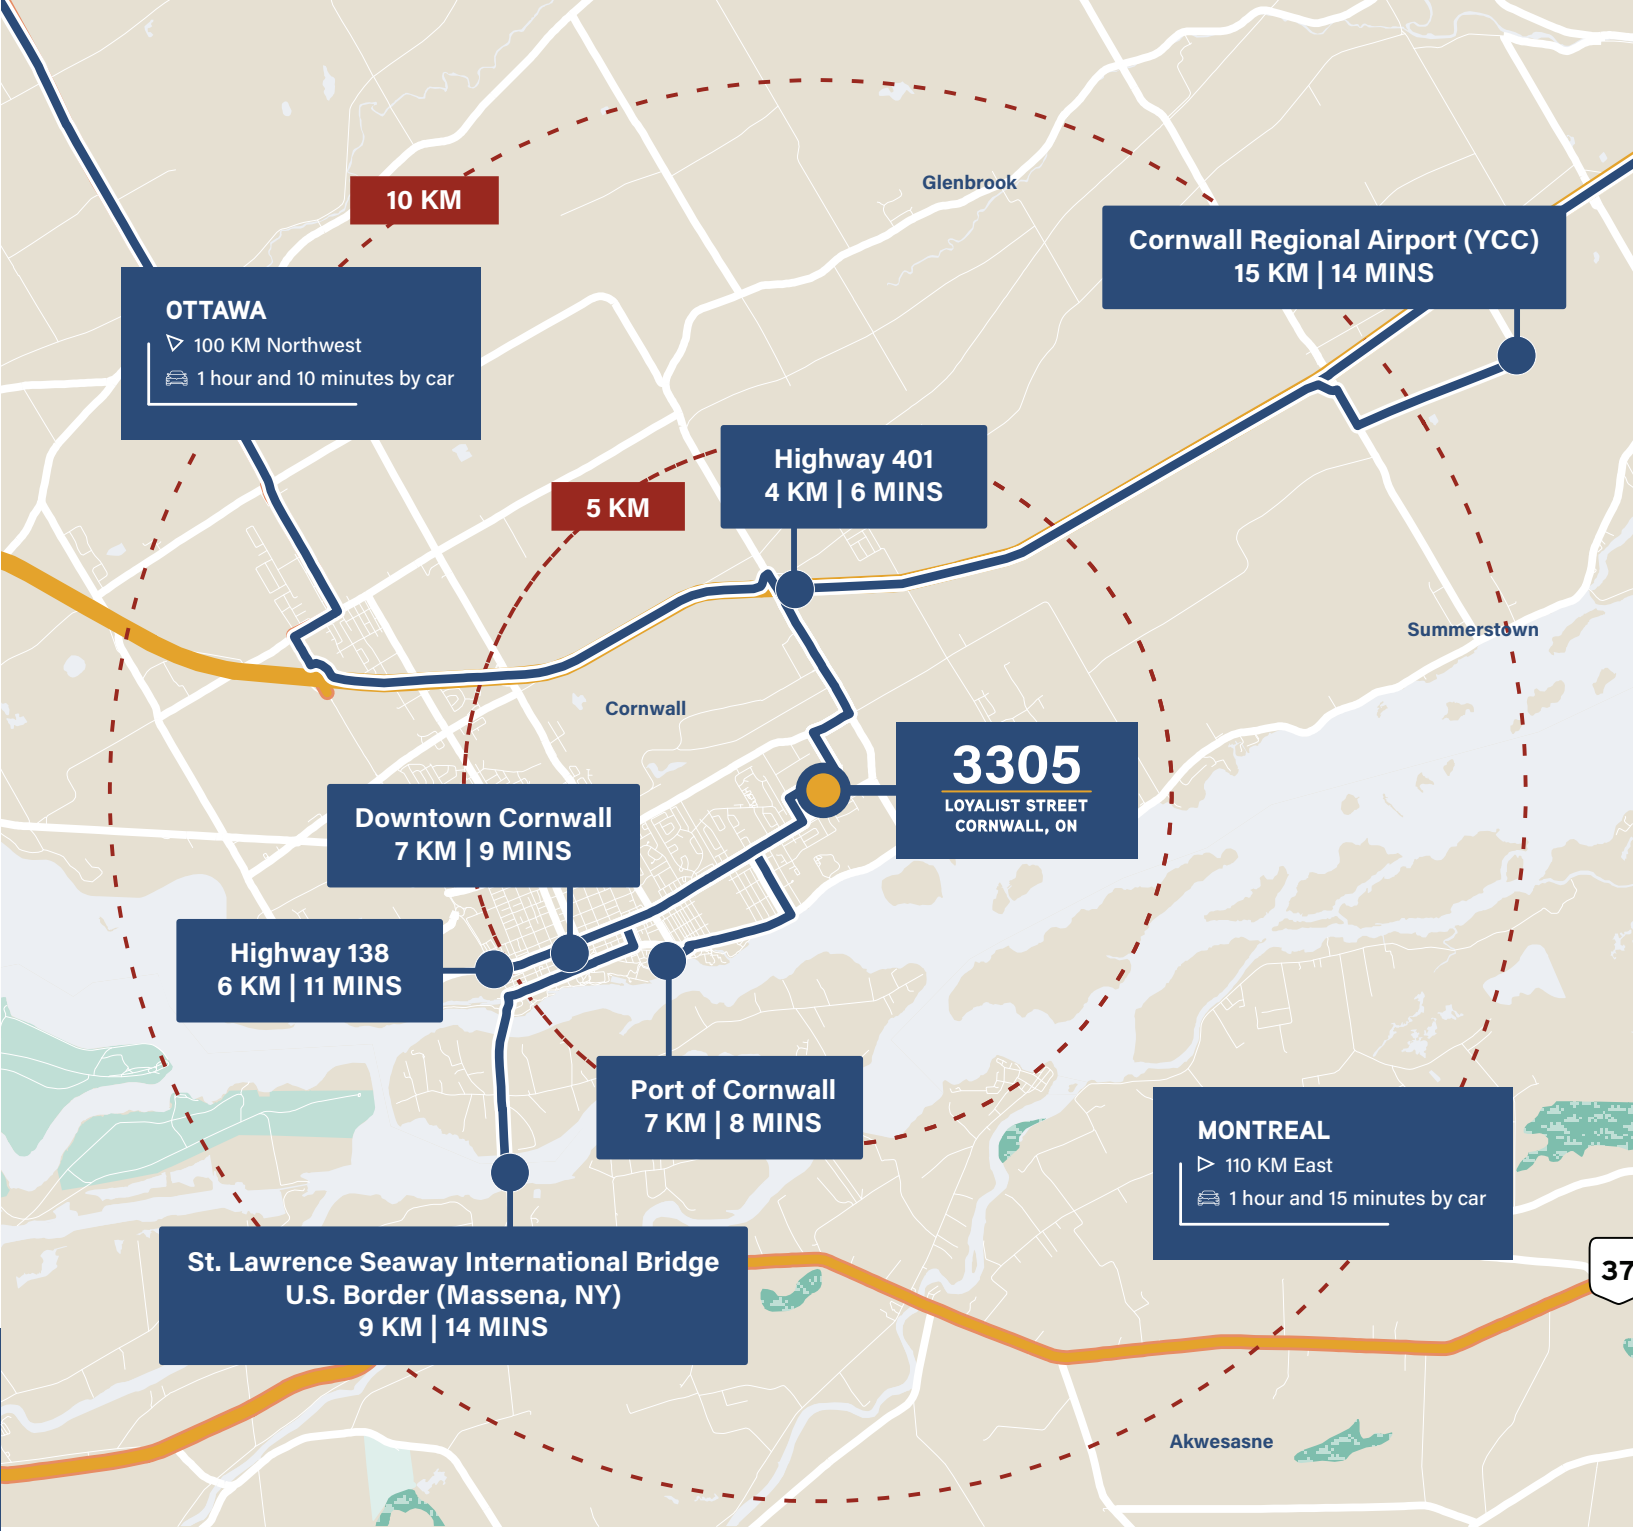 Glenbrook
10 KM
Cornwall Regional Airport (YCC)
15 KM | 14 MINS
OTTAWA
100 KM Northwest
1 hour and 10 minutes by car
Highway 401
4 KM | 6 MINS
5 KM
Summerstown
Cornwall
3305
LOYALIST STREET
CORNWALL, ON
Downtown Cornwall
7 KM | 9 MINS
Highway 138
6 KM | 11 MINS
Port of Cornwall
7 KM | 8 MINS
MONTREAL
110 KM East
1 hour and 15 minutes by car
St. Lawrence Seaway International Bridge
U.S. Border (Massena, NY)
9 KM | 14 MINS
37
Akwesasne